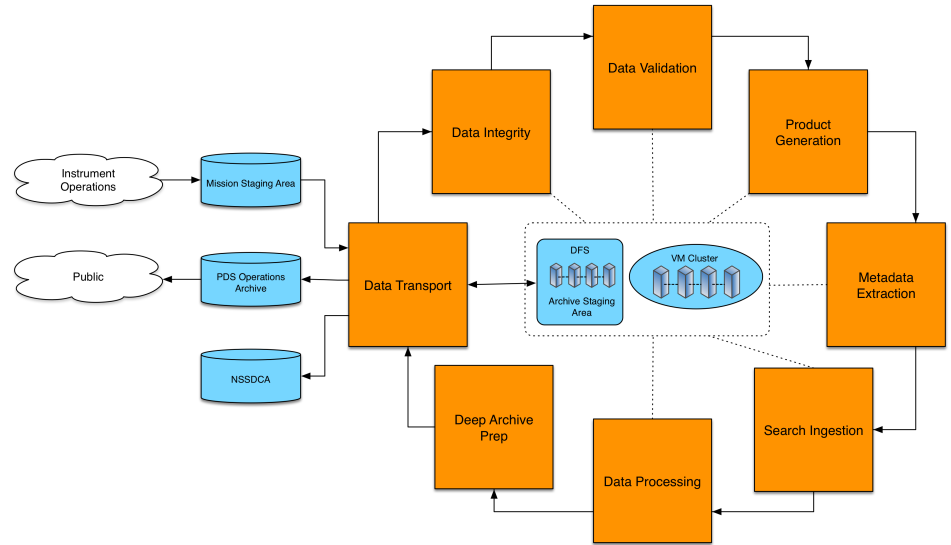 Data Validation
Data Integrity
Product
Generation
Instrument
Operations
Mission Staging Area
DFS
VM Cluster
Public
PDS Operations
Archive
Data Transport
Archive Staging
Area
Metadata
Extraction
NSSDCA
Deep Archive
Prep
Search Ingestion
Data Processing